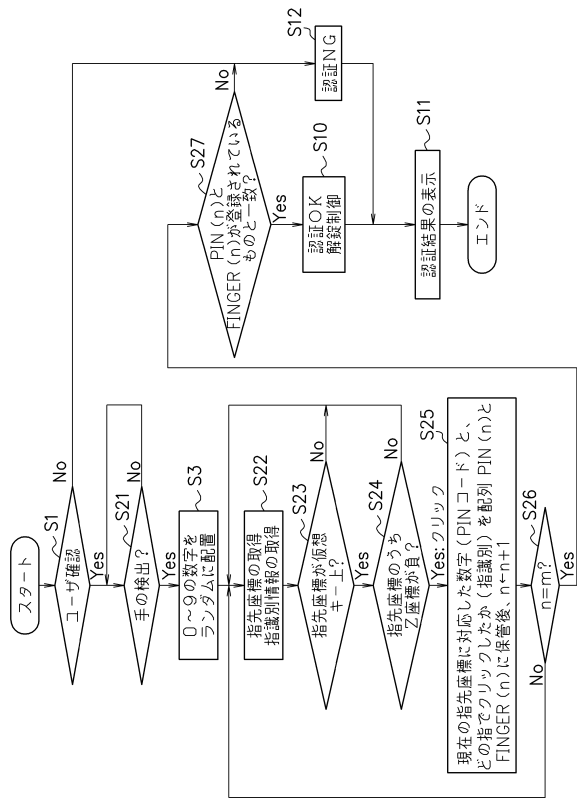 スタート
S1
ユーザ確認
No
Yes
S21
手の検出?
No
Yes
S3
0～9の数字を
ランダムに配置
S22
指先座標の取得
指識別情報の取得
S23
指先座標が仮想
キー上?
No
Yes
S24
指先座標のうち
Z座標が負?
No
Yes:クリック
S25
現在の指先座標に対応した数字(PINコード)と、
どの指でクリックしたか(指識別)を配列 PIN(n)と
FINGER(n)に保管後、n←n+1
S26
n=m?
No
Yes
S27
PIN(n)と
FINGER(n)が登録されている
ものと一致?
No
Yes
S10
認証OK
解錠制御
S12
認証NG
S11
認証結果の表示
エンド